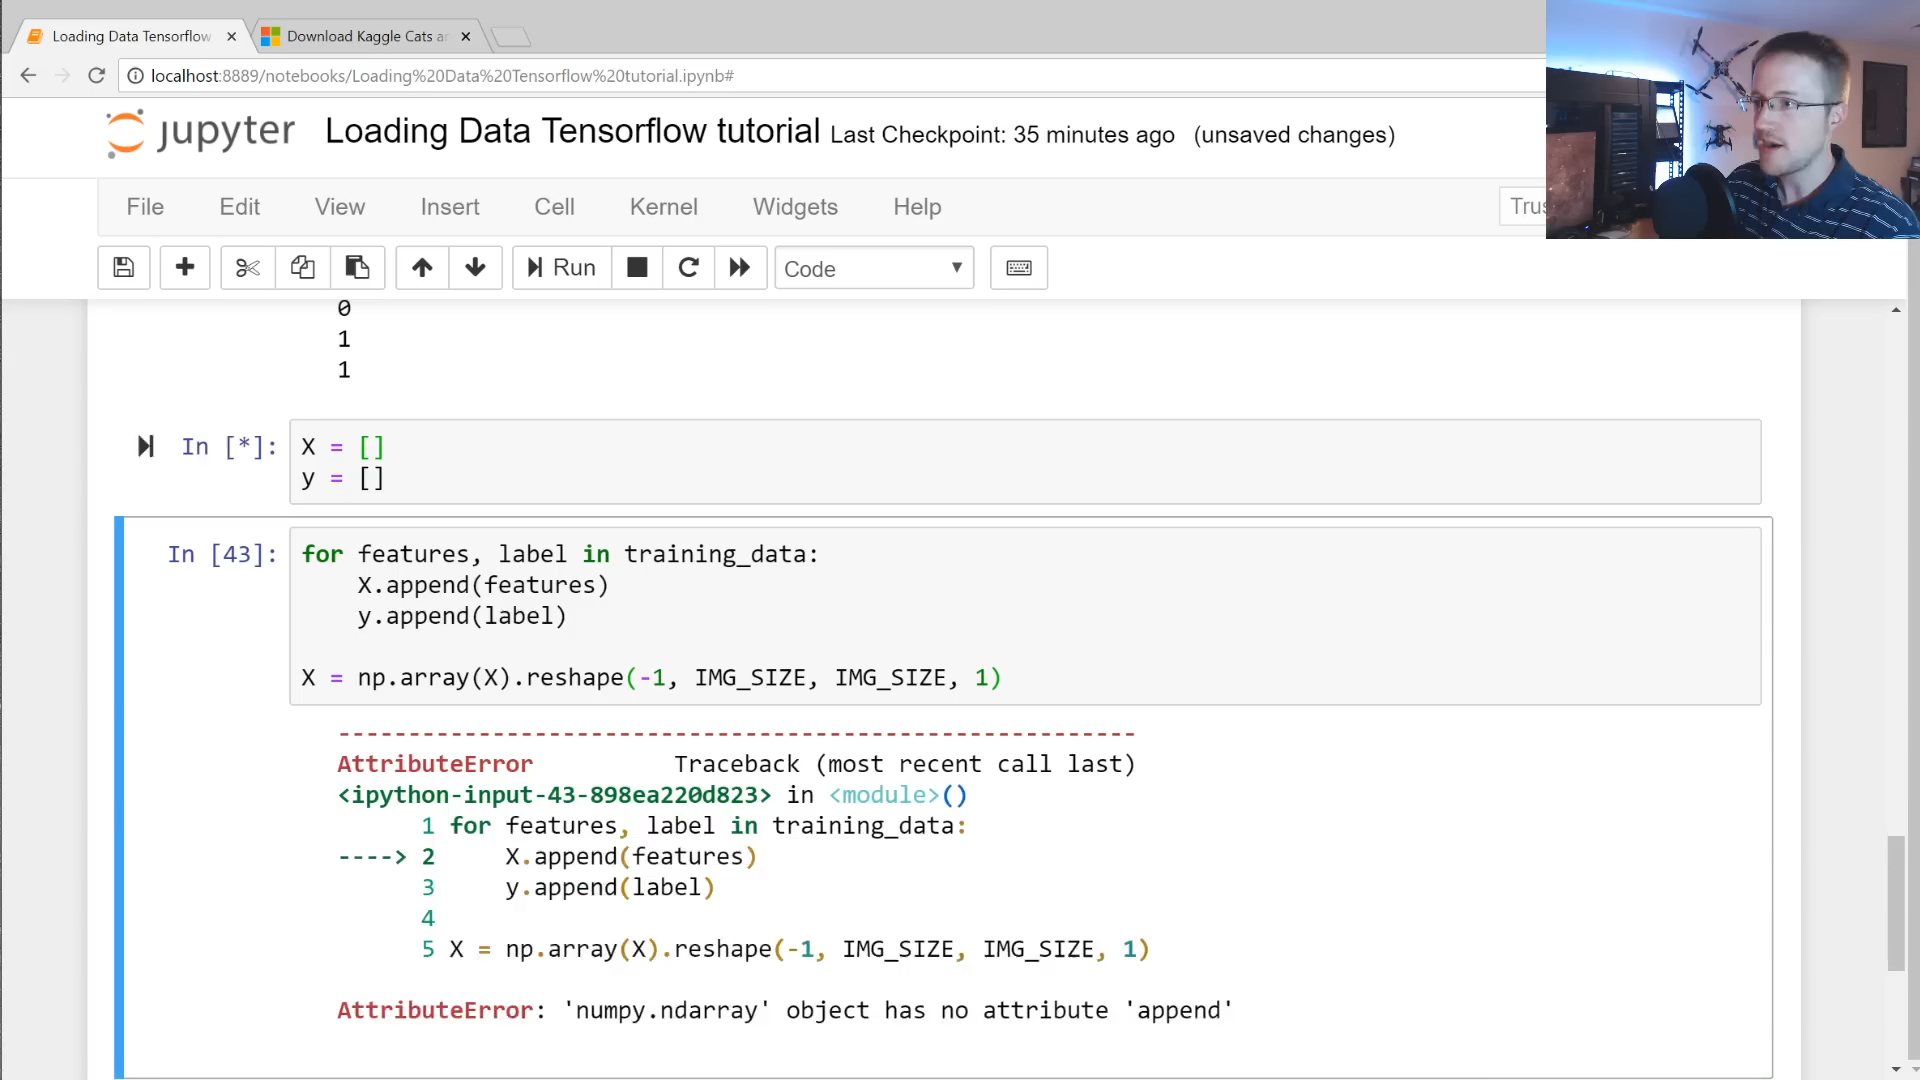 Loading Data Tensorflow
Download Kaggle Cats a
localhost:8889/notebooks/Loading%20Data%20Tensorflow%20tutorial.ipynb#
jupyter Loading Data Tensorflow tutorial Last Checkpoint: 35 minutes ago (unsaved changes)
File Edit View Insert Cell Kernel Widgets Help Trus
Run Code
0
1
1
In [*]: X = []
y = []
In [43]: for features, label in training_data:
X.append(features)
y.append(label)
X = np.array(X).reshape(-1, IMG_SIZE, IMG_SIZE, 1)
---------------------------------------------------------
AttributeError Traceback (most recent call last)
<ipython-input-43-898ea220d823> in <module>()
1 for features, label in training_data:
----> 2 X.append(features)
3 y.append(label)
4
5 X = np.array(X).reshape(-1, IMG_SIZE, IMG_SIZE, 1)
AttributeError: 'numpy.ndarray' object has no attribute 'append'